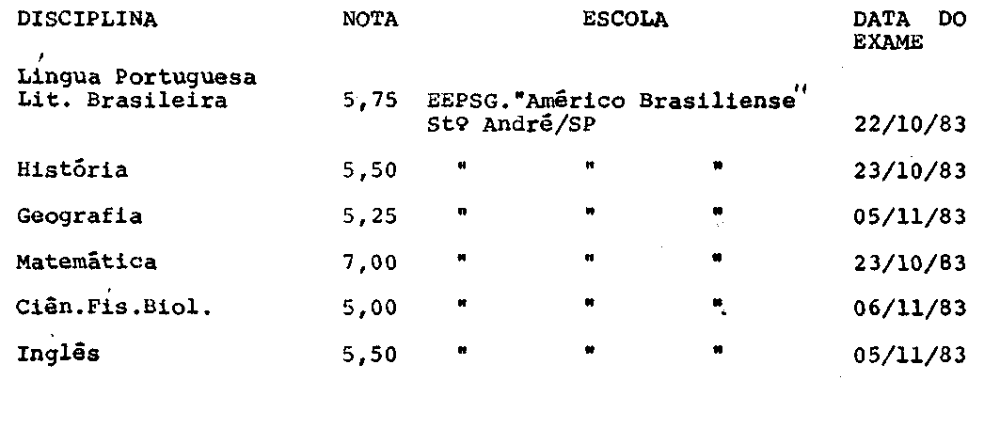 DISCIPLINA NOTA ESCOLA DATA DO
EXAME
Língua Portuguesa
Lit. Brasileira 5,75 EEPSG."Américo Brasiliense"
Stº André/SP 22/10/83
História 5,50 " " " 23/10/83
Geografia 5,25 " " " 05/11/83
Matemática 7,00 " " " 23/10/83
Ciên.Fís.Biol. 5,00 " " " 06/11/83
Inglês 5,50 " " " 05/11/83